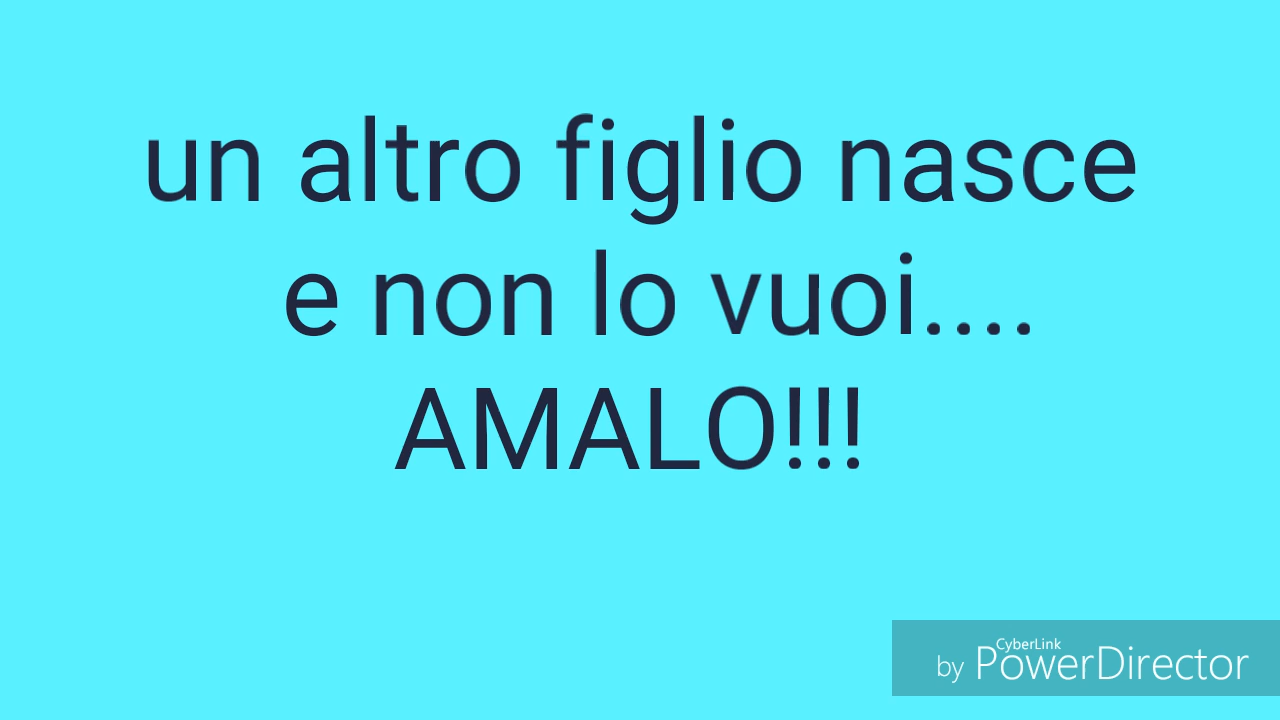 un altro figlio nasce
e non lo vuoi....
AMALO!!!
CyberLink
by PowerDirector